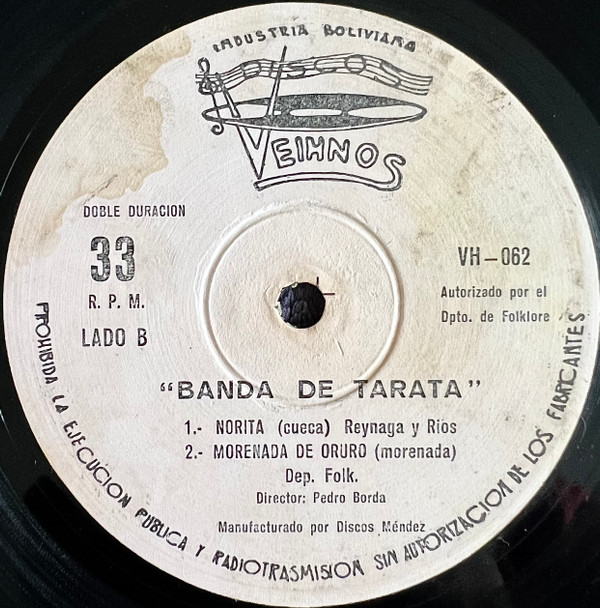 INDUSTRIA BOLIVIANA
VEIHNOS
DOBLE DURACION
33
R. P. M.
LADO B
VH-062
Autorizado por el
Dpto. de Folklore
"BANDA DE TARATA"
1.- NORITA (cueca) Reynaga y Rios
2.- MORENADA DE ORURO (morenada)
Dep. Folk.
Director: Pedro Borda
Manufacturado por Discos Méndez
PROHIBIDA LA EJECUCION PUBLICA Y RADIOTRASMISION SIN AUTORIZACION DE LOS FABRICANTES